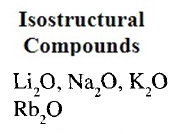 Isostructural
Compounds
Li₂O, Na₂O, K₂O
Rb₂O